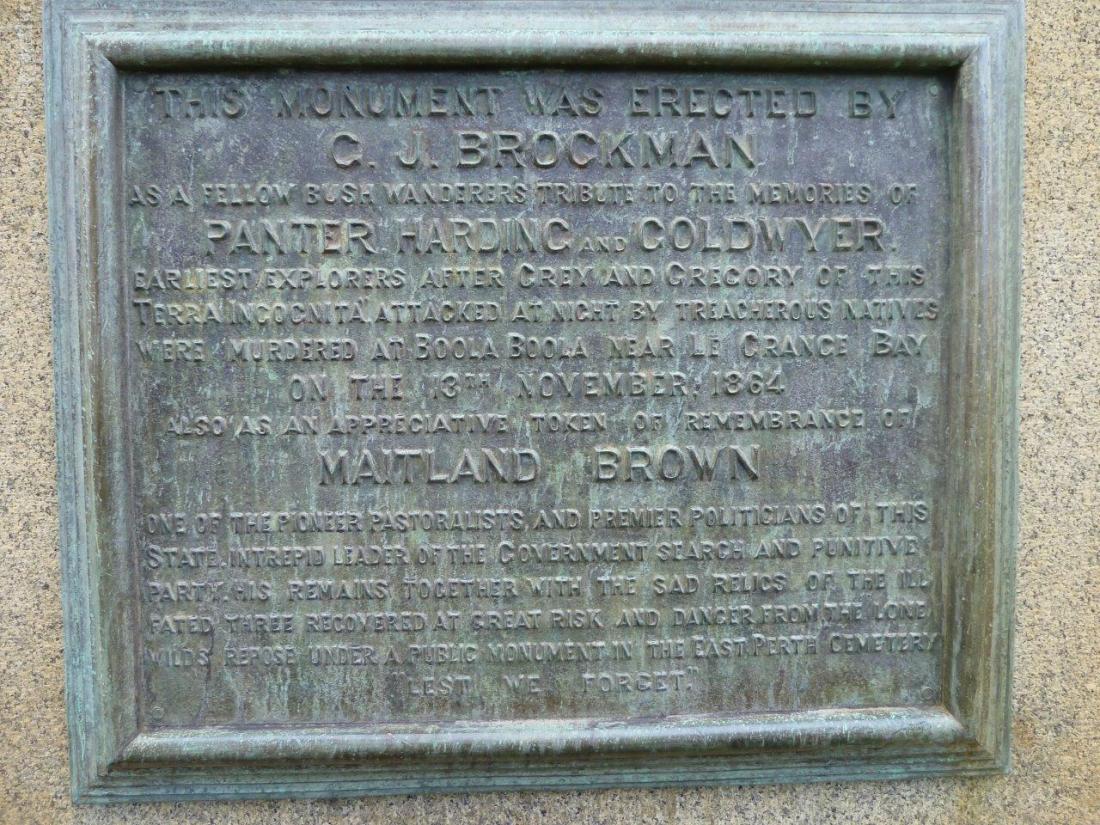 THIS MONUMENT WAS ERECTED BY
C. J. BROCKMAN
AS A FELLOW BUSH WANDERER'S TRIBUTE TO THE MEMORIES OF
PANTER, HARDING AND GOLDWYER.
EARLIEST EXPLORERS AFTER GREY AND GREGORY OF THIS
"TERRA INCOGNITA", ATTACKED AT NIGHT BY TREACHEROUS NATIVES
WERE MURDERED AT BOOLA BOOLA NEAR LE GRANGE BAY
ON THE 13TH NOVEMBER, 1864
ALSO AS AN APPRECIATIVE TOKEN OF REMEMBRANCE OF
MAITLAND BROWN
ONE OF THE PIONEER PASTORALISTS AND PREMIER POLITICIANS OF THIS
STATE. INTREPID LEADER OF THE GOVERNMENT SEARCH AND PUNITIVE
PARTY. HIS REMAINS TOGETHER WITH THE SAD RELICS OF THE ILL
FATED THREE RECOVERED AT GREAT RISK AND DANGER FROM THE LONE
WILDS REPOSE UNDER A PUBLIC MONUMENT IN THE EAST PERTH CEMETERY
"LEST WE FORGET."